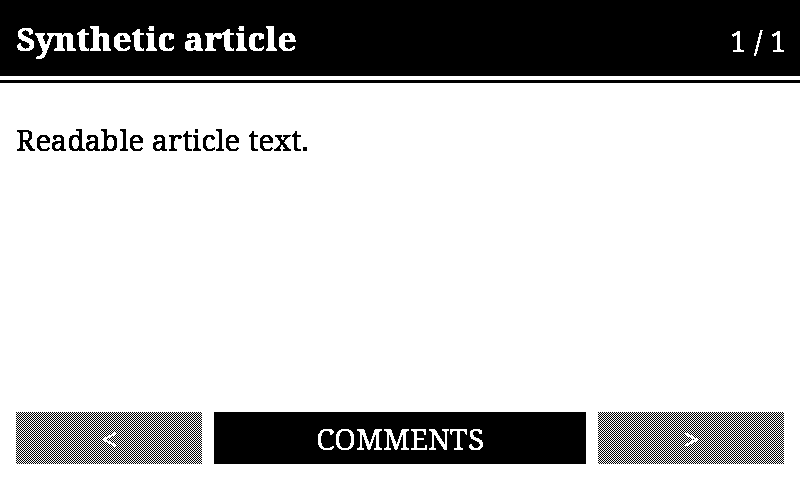 Synthetic article
1 / 1
Readable article text.
<
COMMENTS
>